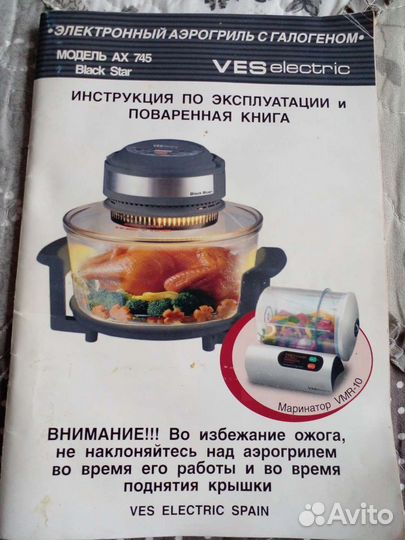 •ЭЛЕКТРОННЫЙ АЭРОГРИЛЬ С ГАЛОГЕНОМ•
МОДЕЛЬ AX 745
Black Star
VES electric
ИНСТРУКЦИЯ ПО ЭКСПЛУАТАЦИИ и
ПОВАРЕННАЯ КНИГА
Black Star
Маринатор VMR-10
ВНИМАНИЕ!!! Во избежание ожога,
не наклоняйтесь над аэрогрилем
во время его работы и во время
поднятия крышки
VES ELECTRIC SPAIN
Avito